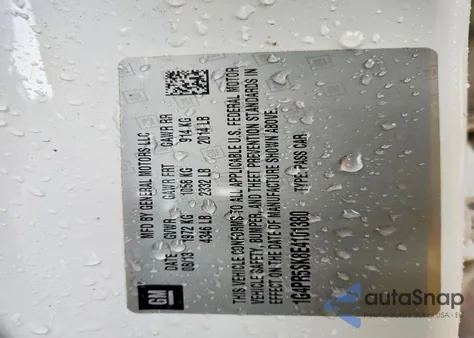 MFD BY GENERAL MOTORS LLC
DATE GVWR GAWR FRT GAWR RR
08/13 1972 KG 1058 KG 914 KG
4346 LB 2332 LB 2014 LB
THIS VEHICLE CONFORMS TO ALL APPLICABLE U.S. FEDERAL MOTOR
VEHICLE SAFETY, BUMPER, AND THEFT PREVENTION STANDARDS IN
EFFECT ON THE DATE OF MANUFACTURE SHOWN ABOVE.
1G4PR5SK8E4101380 TYPE: PASS CAR
GM
autoSnap